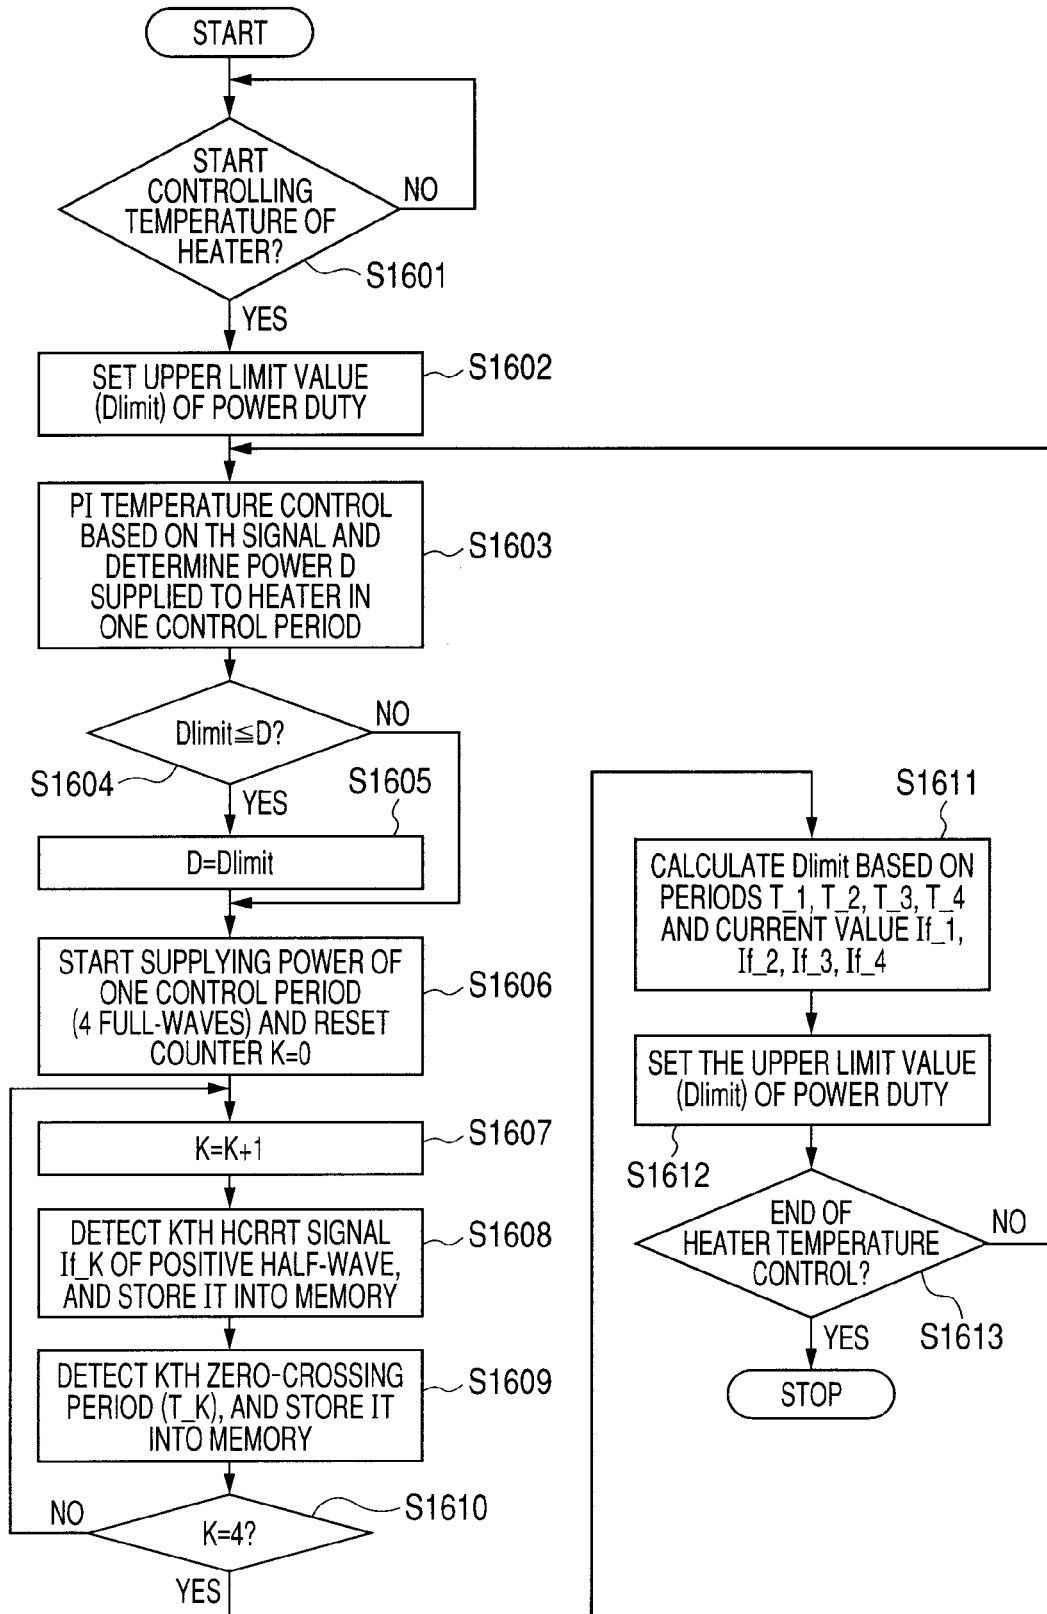 START
START
CONTROLLING
TEMPERATURE OF
HEATER?
NO
S1601
YES
SET UPPER LIMIT VALUE
(Dlimit) OF POWER DUTY
S1602
PI TEMPERATURE CONTROL
BASED ON TH SIGNAL AND
DETERMINE POWER D
SUPPLIED TO HEATER IN
ONE CONTROL PERIOD
S1603
Dlimit≦D?
NO
S1604
YES
S1605
D=Dlimit
START SUPPLYING POWER OF
ONE CONTROL PERIOD
(4 FULL-WAVES) AND RESET
COUNTER K=0
S1606
K=K+1
S1607
DETECT KTH HCRRT SIGNAL
If_K OF POSITIVE HALF-WAVE,
AND STORE IT INTO MEMORY
S1608
DETECT KTH ZERO-CROSSING
PERIOD (T_K), AND STORE IT
INTO MEMORY
S1609
NO
K=4?
S1610
YES
S1611
CALCULATE Dlimit BASED ON
PERIODS T_1, T_2, T_3, T_4
AND CURRENT VALUE If_1,
If_2, If_3, If_4
SET THE UPPER LIMIT VALUE
(Dlimit) OF POWER DUTY
S1612
END OF
HEATER TEMPERATURE
CONTROL?
NO
S1613
YES
STOP